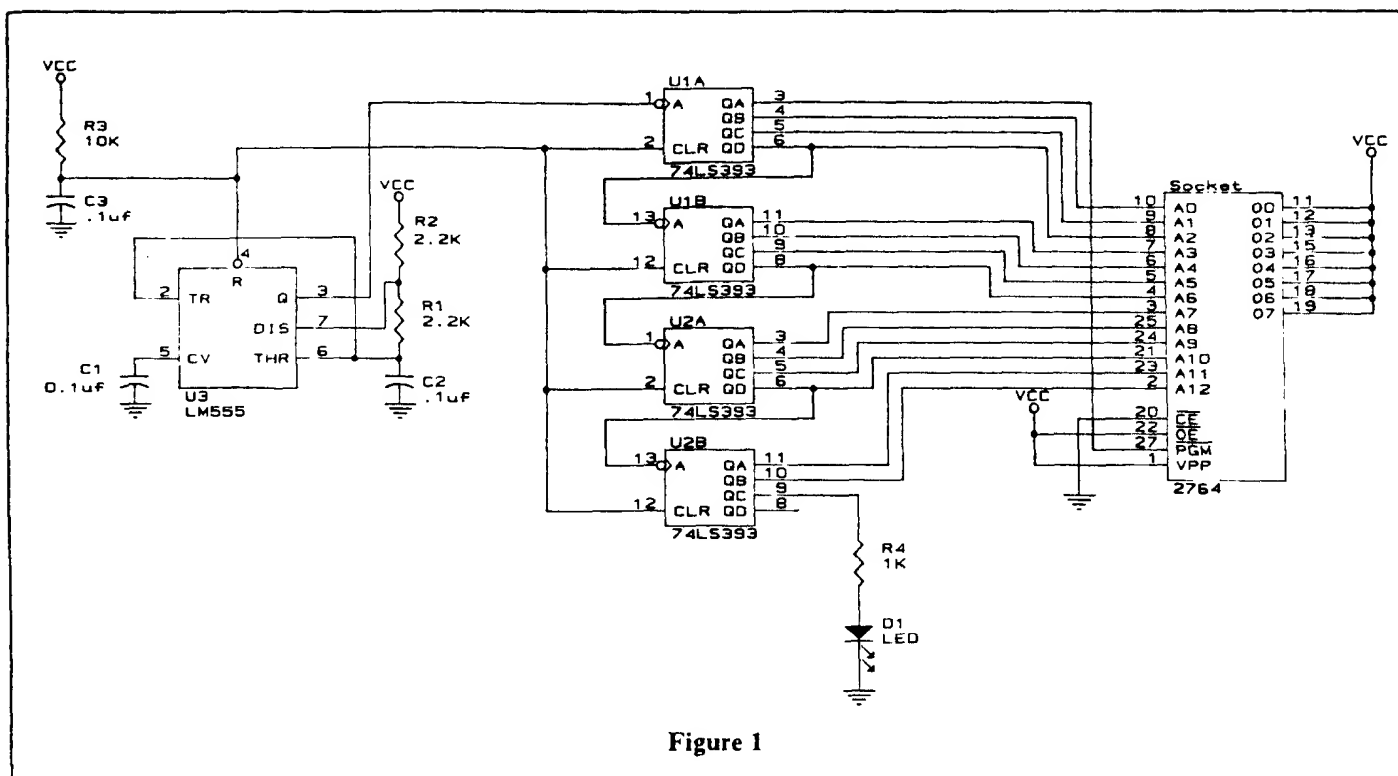 VCC
R3
10K
C3
.1uf
VCC
R2
2.2K
R1
2.2K
4
R
2 TR Q 3
DIS 7
5 CV THR 6
C1
0.1uf
U3
LM555
C2
.1uf
U1A
1 A QA 3
QB 4
QC 5
2 CLR QD 6
74LS393
U1B
13 A QA 11
QB 10
QC 9
12 CLR QD 8
74LS393
U2A
1 A QA 3
QB 4
QC 5
2 CLR QD 6
74LS393
U2B
13 A QA 11
QB 10
QC 9
12 CLR QD 8
74LS393
R4
1K
D1
LED
VCC
Socket
10 A0 O0 11
9 A1 O1 12
8 A2 O2 13
7 A3 O3 15
6 A4 O4 16
5 A5 O5 17
4 A6 O6 18
3 A7 O7 19
25 A8
24 A9
21 A10
23 A11
2 A12
VCC
20 CE
22 OE
27 PGM
1 VPP
2764
Figure 1